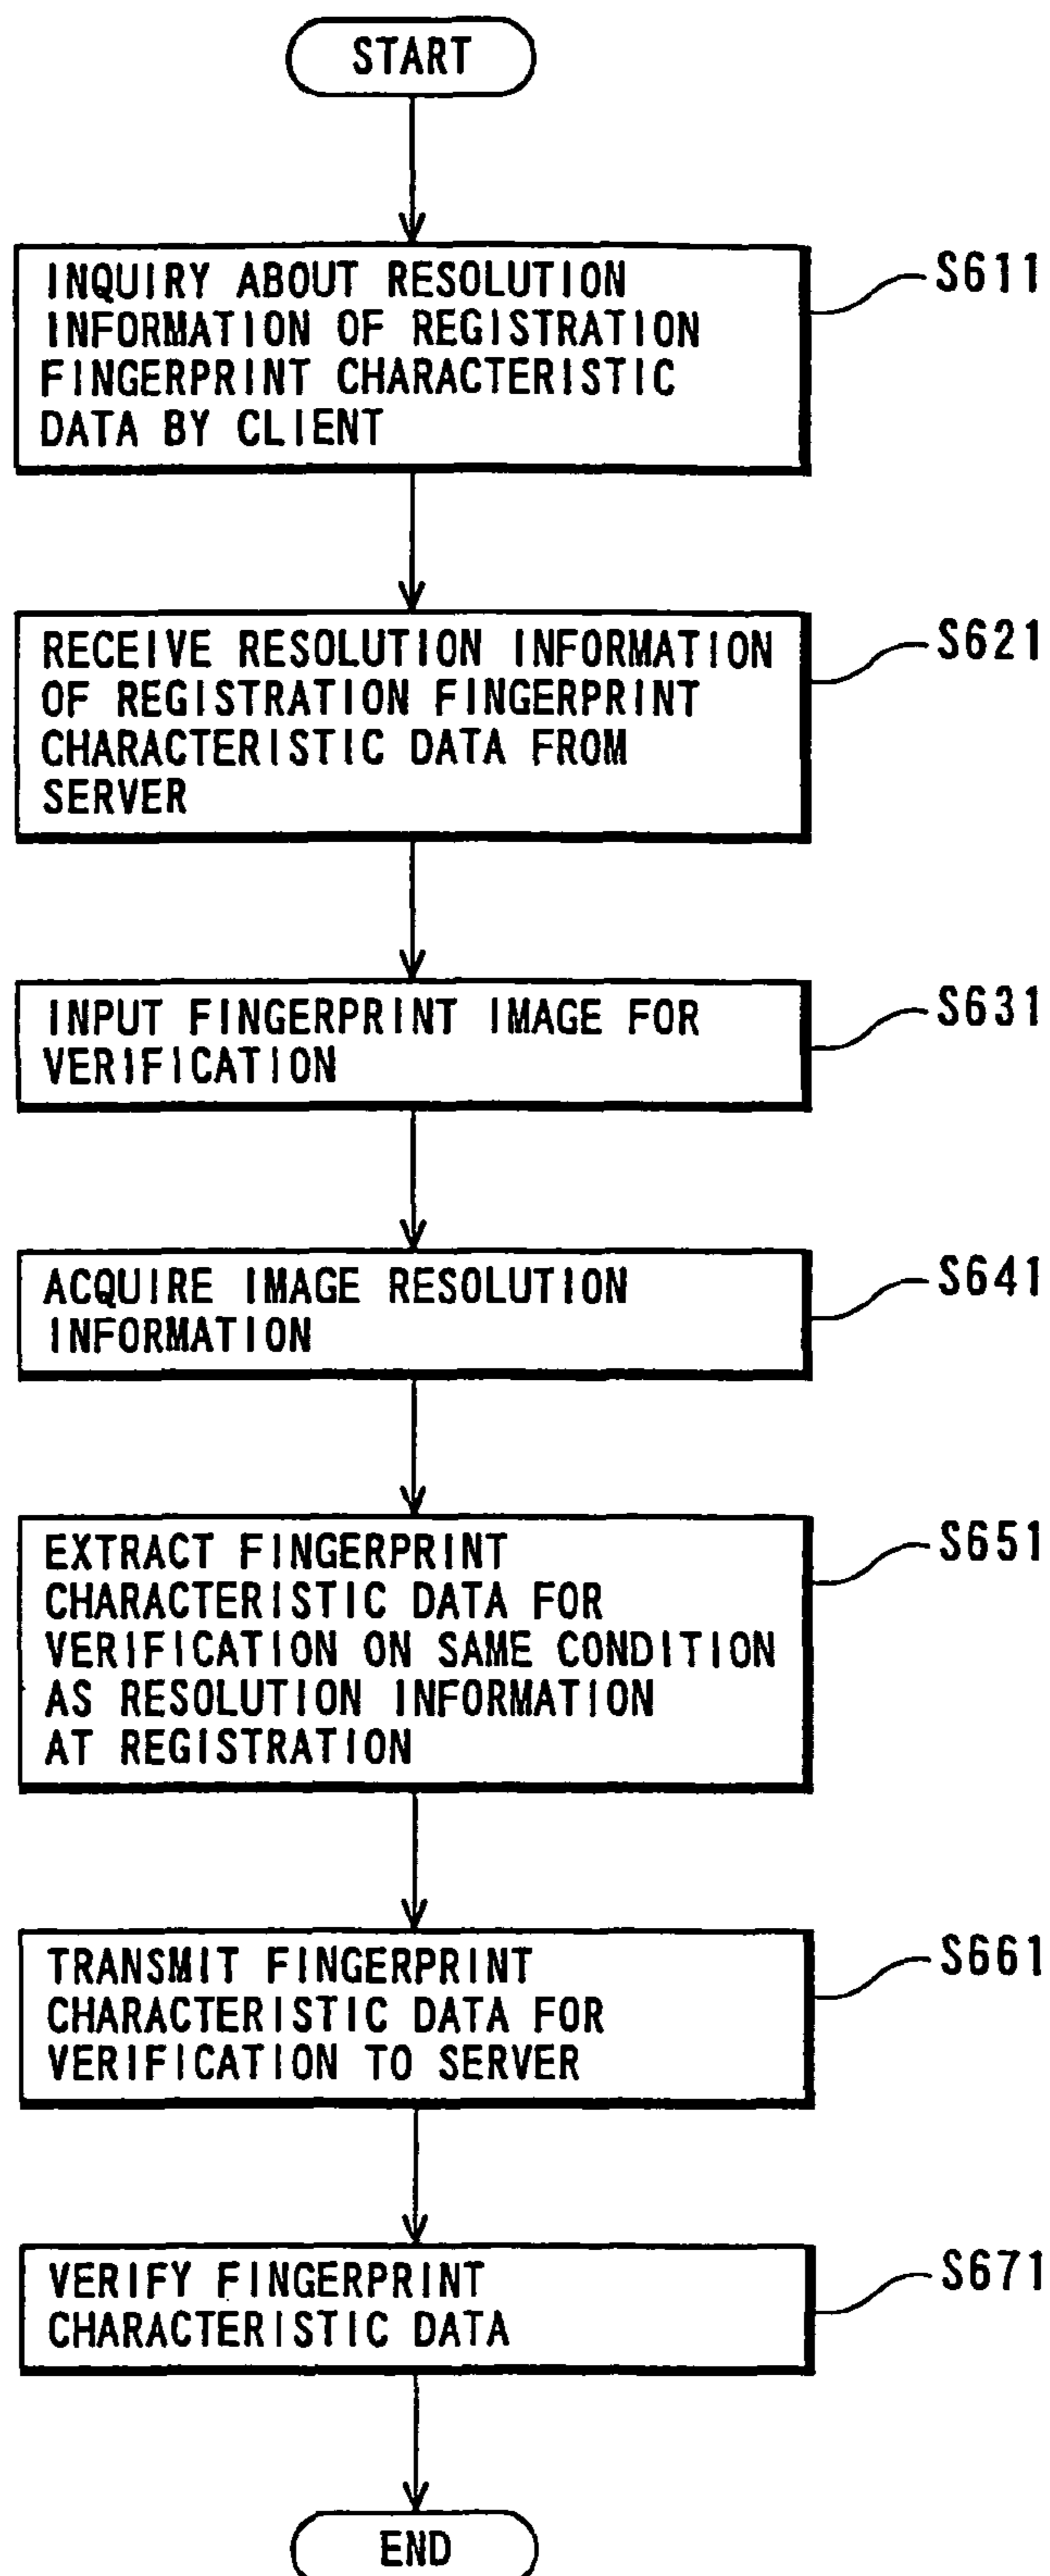 START
INQUIRY ABOUT RESOLUTION
INFORMATION OF REGISTRATION
FINGERPRINT CHARACTERISTIC
DATA BY CLIENT
S611
RECEIVE RESOLUTION INFORMATION
OF REGISTRATION FINGERPRINT
CHARACTERISTIC DATA FROM
SERVER
S621
INPUT FINGERPRINT IMAGE FOR
VERIFICATION
S631
ACQUIRE IMAGE RESOLUTION
INFORMATION
S641
EXTRACT FINGERPRINT
CHARACTERISTIC DATA FOR
VERIFICATION ON SAME CONDITION
AS RESOLUTION INFORMATION
AT REGISTRATION
S651
TRANSMIT FINGERPRINT
CHARACTERISTIC DATA FOR
VERIFICATION TO SERVER
S661
VERIFY FINGERPRINT
CHARACTERISTIC DATA
S671
END